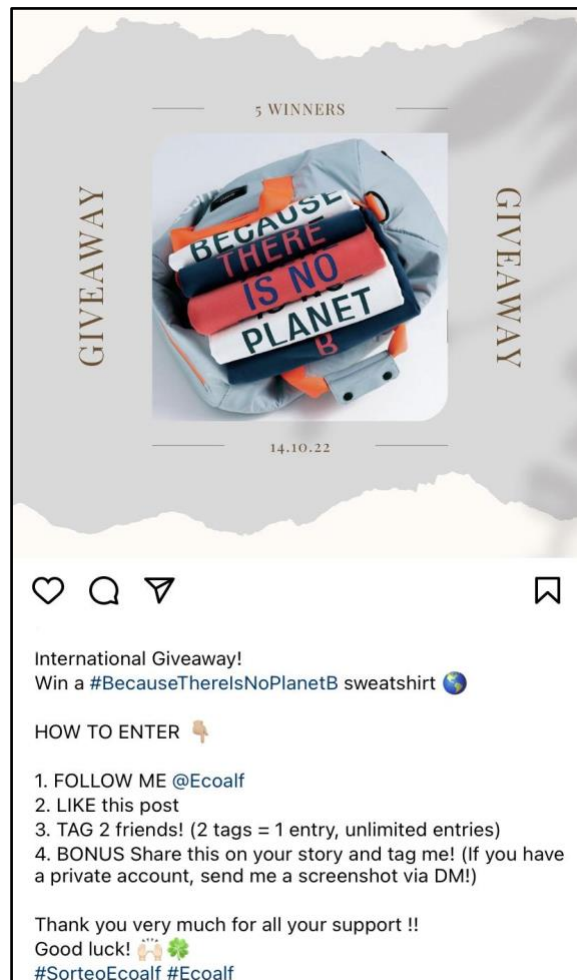 5 WINNERS
GIVEAWAY
BECAUSE
THERE
IS NO
PLANET
B
GIVEAWAY
14.10.22
International Giveaway!
Win a #BecauseThereIsNoPlanetB sweatshirt 🌎
HOW TO ENTER 👇🏼
1. FOLLOW ME @Ecoalf
2. LIKE this post
3. TAG 2 friends! (2 tags = 1 entry, unlimited entries)
4. BONUS Share this on your story and tag me! (If you have
a private account, send me a screenshot via DM!)
Thank you very much for all your support !!
Good luck! 🙌🏻🍀
#SorteoEcoalf #Ecoalf